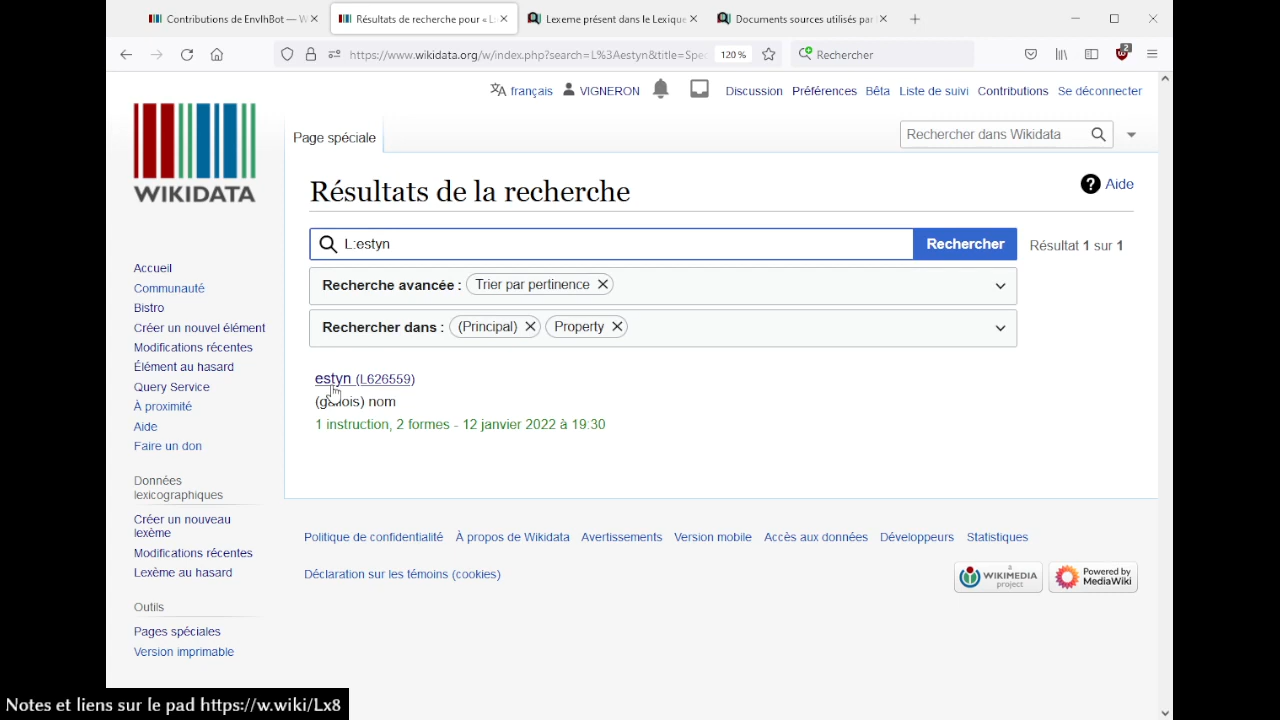 Contributions de EnvlhBot — W
Résultats de recherche pour « L:
Lexeme présent dans le Lexique
Documents sources utilisés par
https://www.wikidata.org/w/index.php?search=L%3Aestyn&title=Spec
120 %
Rechercher
2
français
VIGNERON
Discussion
Préférences
Bêta
Liste de suivi
Contributions
Se déconnecter
WIKIDATA
Page spéciale
Rechercher dans Wikidata
Résultats de la recherche
Aide
L:estyn
Rechercher
Résultat 1 sur 1
Recherche avancée :
Trier par pertinence
Rechercher dans :
(Principal)
Property
estyn (L626559)
(gallois) nom
1 instruction, 2 formes - 12 janvier 2022 à 19:30
Accueil
Communauté
Bistro
Créer un nouvel élément
Modifications récentes
Élément au hasard
Query Service
À proximité
Aide
Faire un don
Données
lexicographiques
Créer un nouveau
lexème
Modifications récentes
Lexème au hasard
Outils
Pages spéciales
Version imprimable
Politique de confidentialité
À propos de Wikidata
Avertissements
Version mobile
Accès aux données
Développeurs
Statistiques
Déclaration sur les témoins (cookies)
a
WIKIMEDIA
project
Powered by
MediaWiki
Notes et liens sur le pad https://w.wiki/Lx8